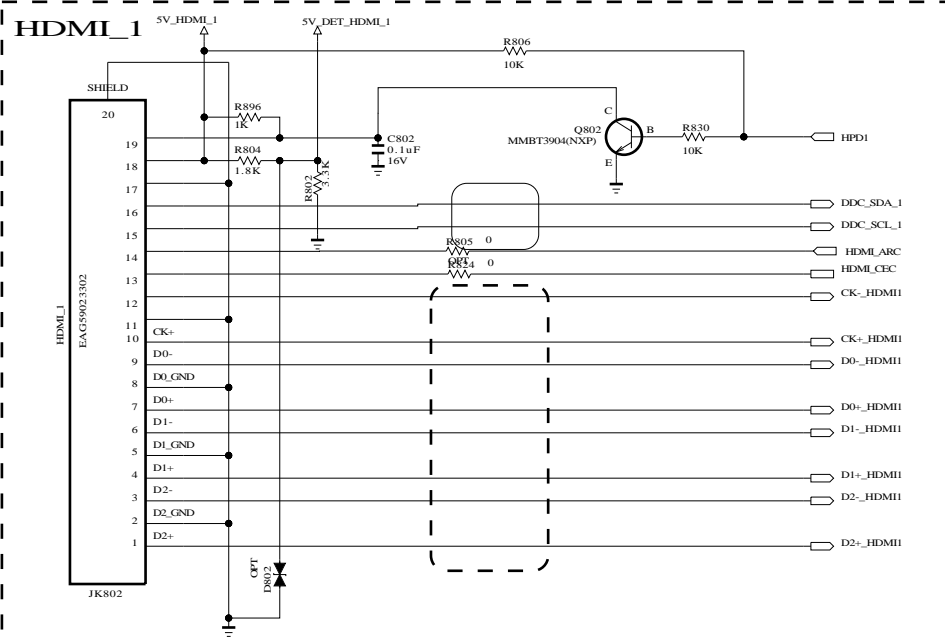 HDMI_1
5V_HDMI_1
5V_DET_HDMI_1
R806
10K
SHIELD
20
R896
1K
C802
0.1uF
16V
C
Q802
MMBT3904(NXP)
B
E
R830
10K
HPD1
19
R804
1.8K
18
R802
3.3K
17
16
DDC_SDA_1
15
DDC_SCL_1
14
R805
0
HDMI_ARC
OPT
13
R824
0
HDMI_CEC
12
CK-_HDMI1
11
CK+
10
CK+_HDMI1
D0-
9
D0-_HDMI1
D0_GND
8
D0+
7
D0+_HDMI1
D1-
6
D1-_HDMI1
D1_GND
5
D1+
4
D1+_HDMI1
D2-
3
D2-_HDMI1
D2_GND
2
D2+
1
D2+_HDMI1
HDMI_1
EAG59023302
JK802
OPT
D802